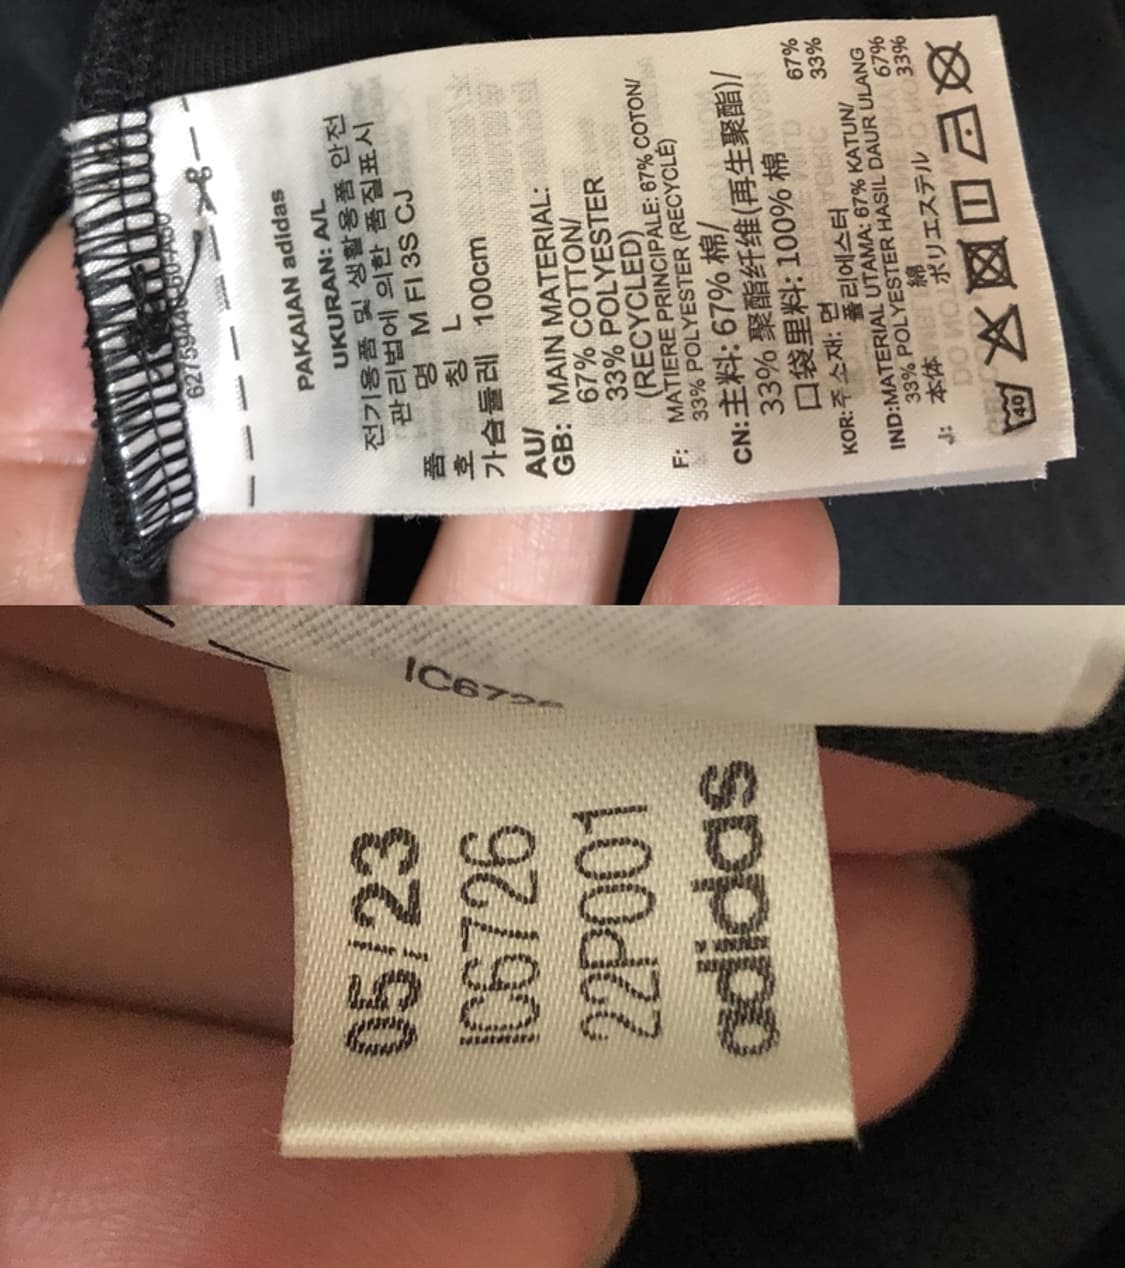 PAKAIAN adidas
UKURAN: A/L
전기용품 및 생활용품 안전
관리법에 의한 품질표시
품 명 M FI 3S CJ
호 칭 L
가슴둘레 100cm
AU/
GB: MAIN MATERIAL:
67% COTTON/
33% POLYESTER
(RECYCLED)
F: MATIERE PRINCIPALE: 67% COTON/
33% POLYESTER (RECYCLÉ)
CN: 主料: 67% 棉/
33% 聚酯纤维(再生聚酯)/
口袋里料: 100% 棉
KOR: 주소재: 면 67%
폴리에스터 33%
IND:MATERIAL UTAMA: 67% KATUN/
33% POLYESTER HASIL DAUR ULANG
J: 本体 綿 67%
ポリエステル 33%
40
IC6726
05/23
IC6726
22P001
adidas